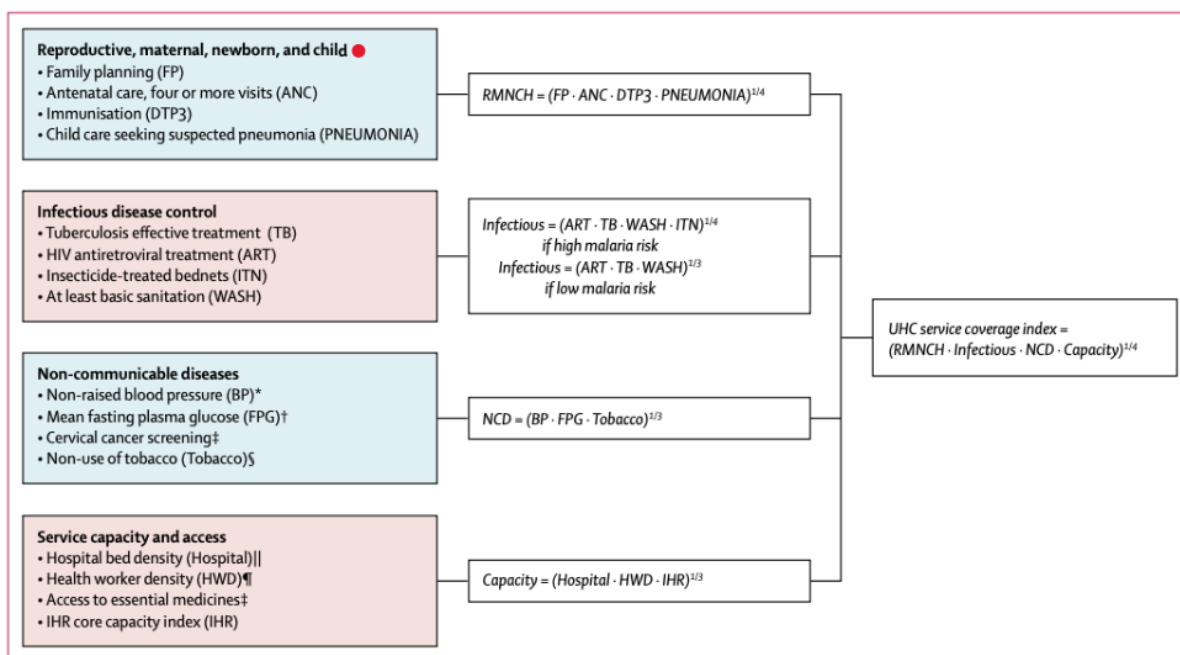 Reproductive, maternal, newborn, and child
• Family planning (FP)
• Antenatal care, four or more visits (ANC)
• Immunisation (DTP3)
• Child care seeking suspected pneumonia (PNEUMONIA)
RMNCH = (FP · ANC · DTP3 · PNEUMONIA)1/4
Infectious disease control
• Tuberculosis effective treatment (TB)
• HIV antiretroviral treatment (ART)
• Insecticide-treated bednets (ITN)
• At least basic sanitation (WASH)
Infectious = (ART · TB · WASH · ITN)1/4
if high malaria risk
Infectious = (ART · TB · WASH)1/3
if low malaria risk
Non-communicable diseases
• Non-raised blood pressure (BP)*
• Mean fasting plasma glucose (FPG)†
• Cervical cancer screening‡
• Non-use of tobacco (Tobacco)§
NCD = (BP · FPG · Tobacco)1/3
Service capacity and access
• Hospital bed density (Hospital)||
• Health worker density (HWD)¶
• Access to essential medicines‡
• IHR core capacity index (IHR)
Capacity = (Hospital · HWD · IHR)1/3
UHC service coverage index =
(RMNCH · Infectious · NCD · Capacity)1/4